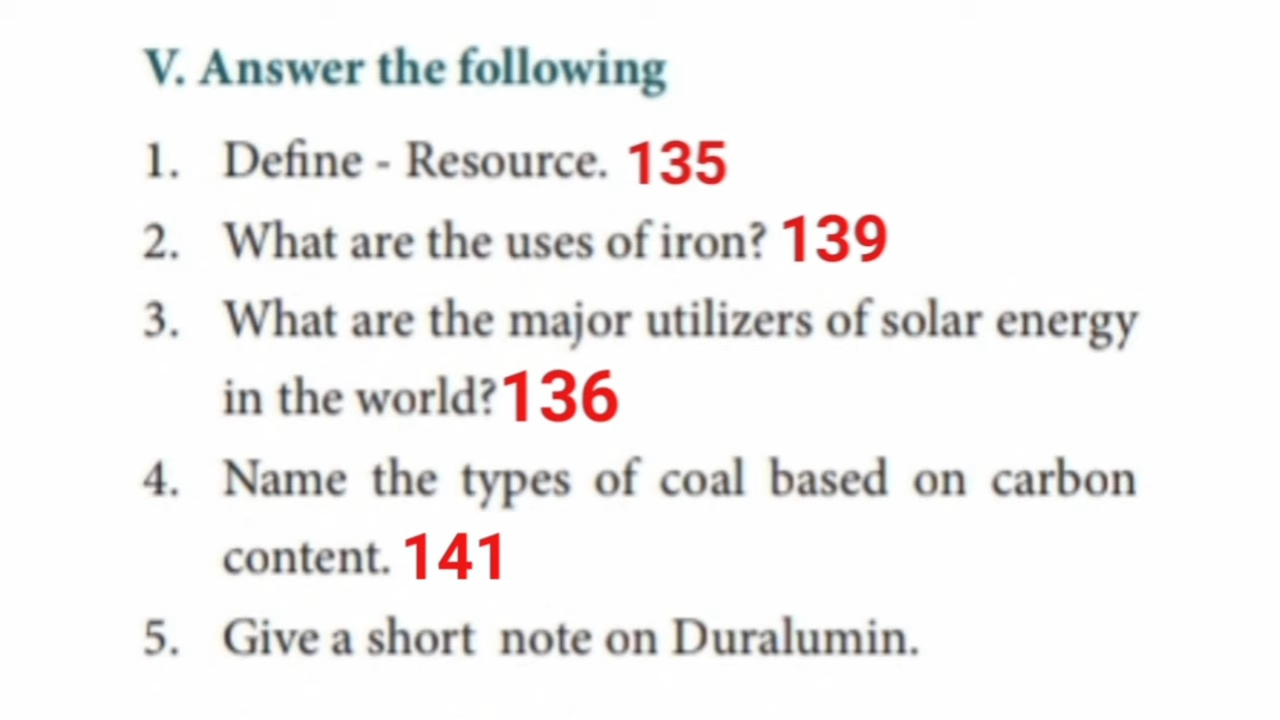 V. Answer the following
1. Define - Resource. 135
2. What are the uses of iron? 139
3. What are the major utilizers of solar energy
in the world? 136
4. Name the types of coal based on carbon
content. 141
5. Give a short note on Duralumin.